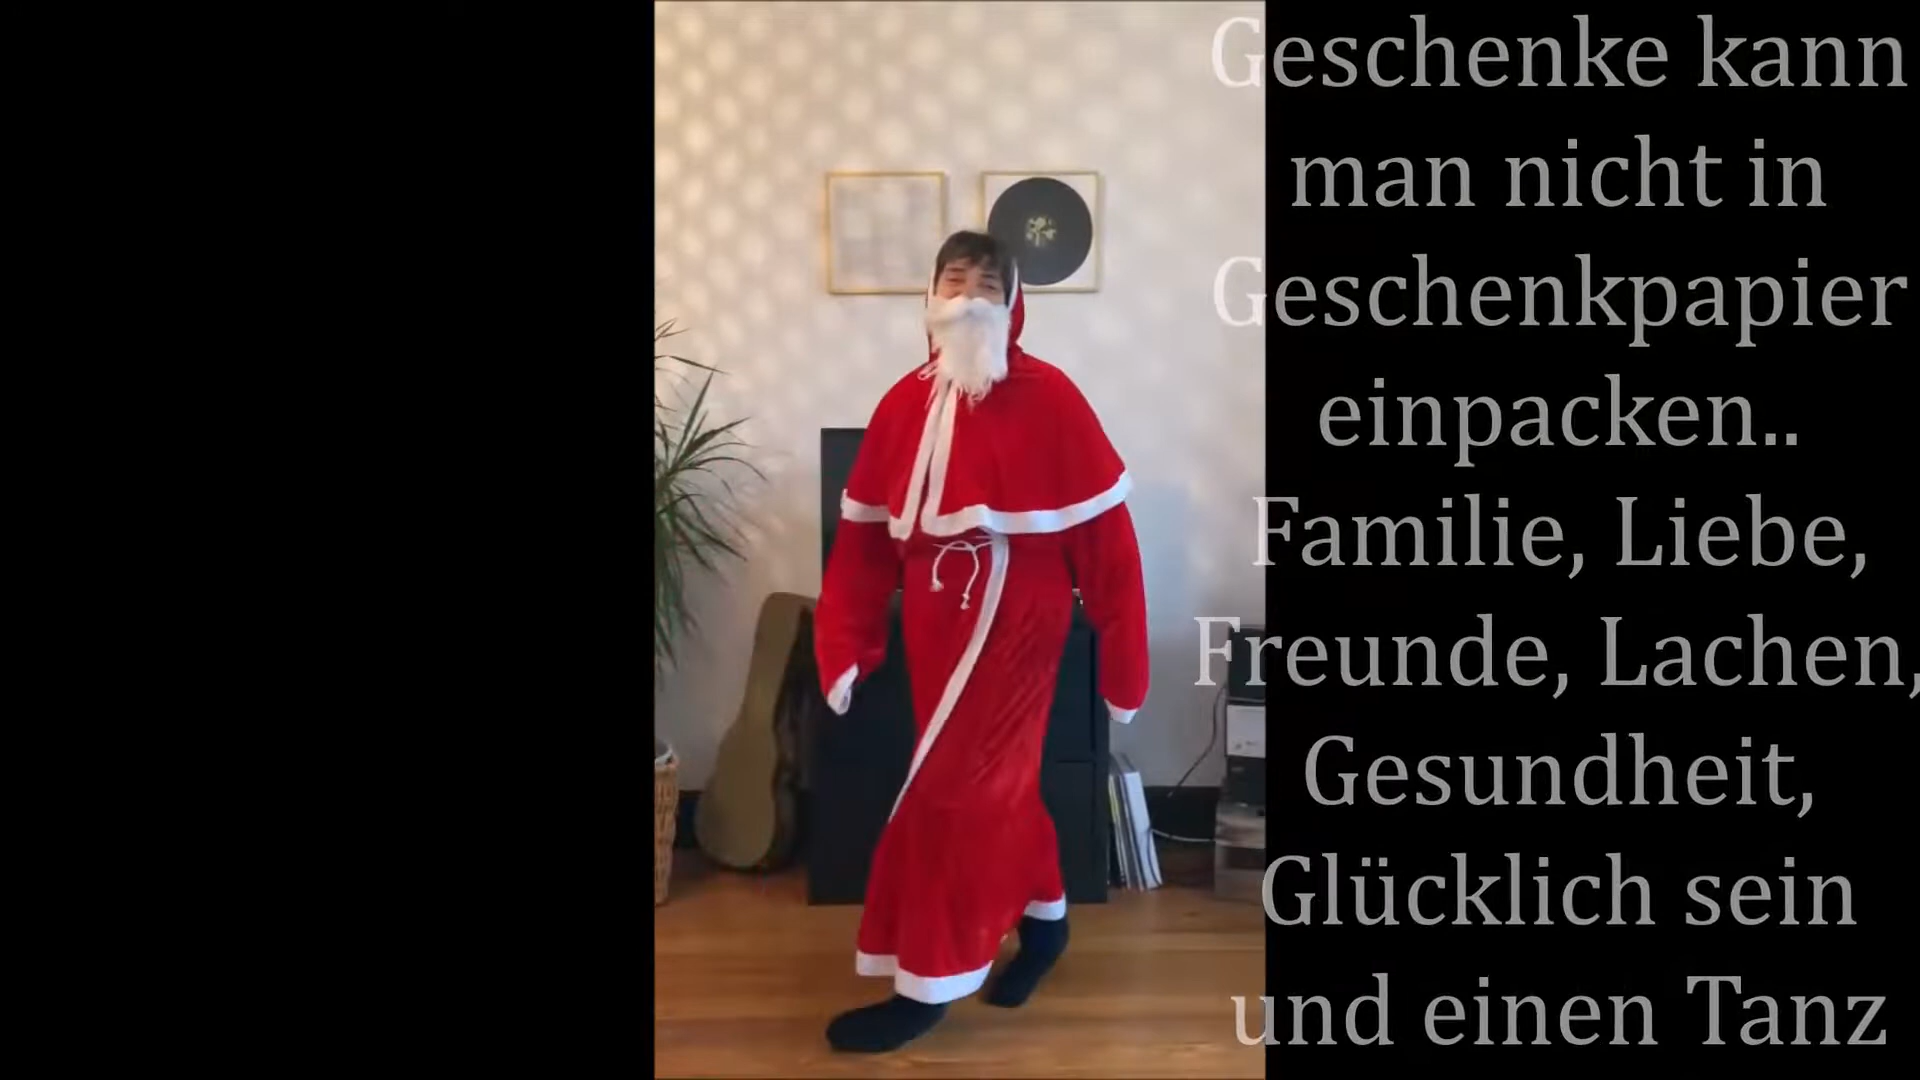 Geschenke kann
man nicht in
Geschenkpapier
einpacken..
Familie, Liebe,
Freunde, Lachen,
Gesundheit,
Glücklich sein
und einen Tanz